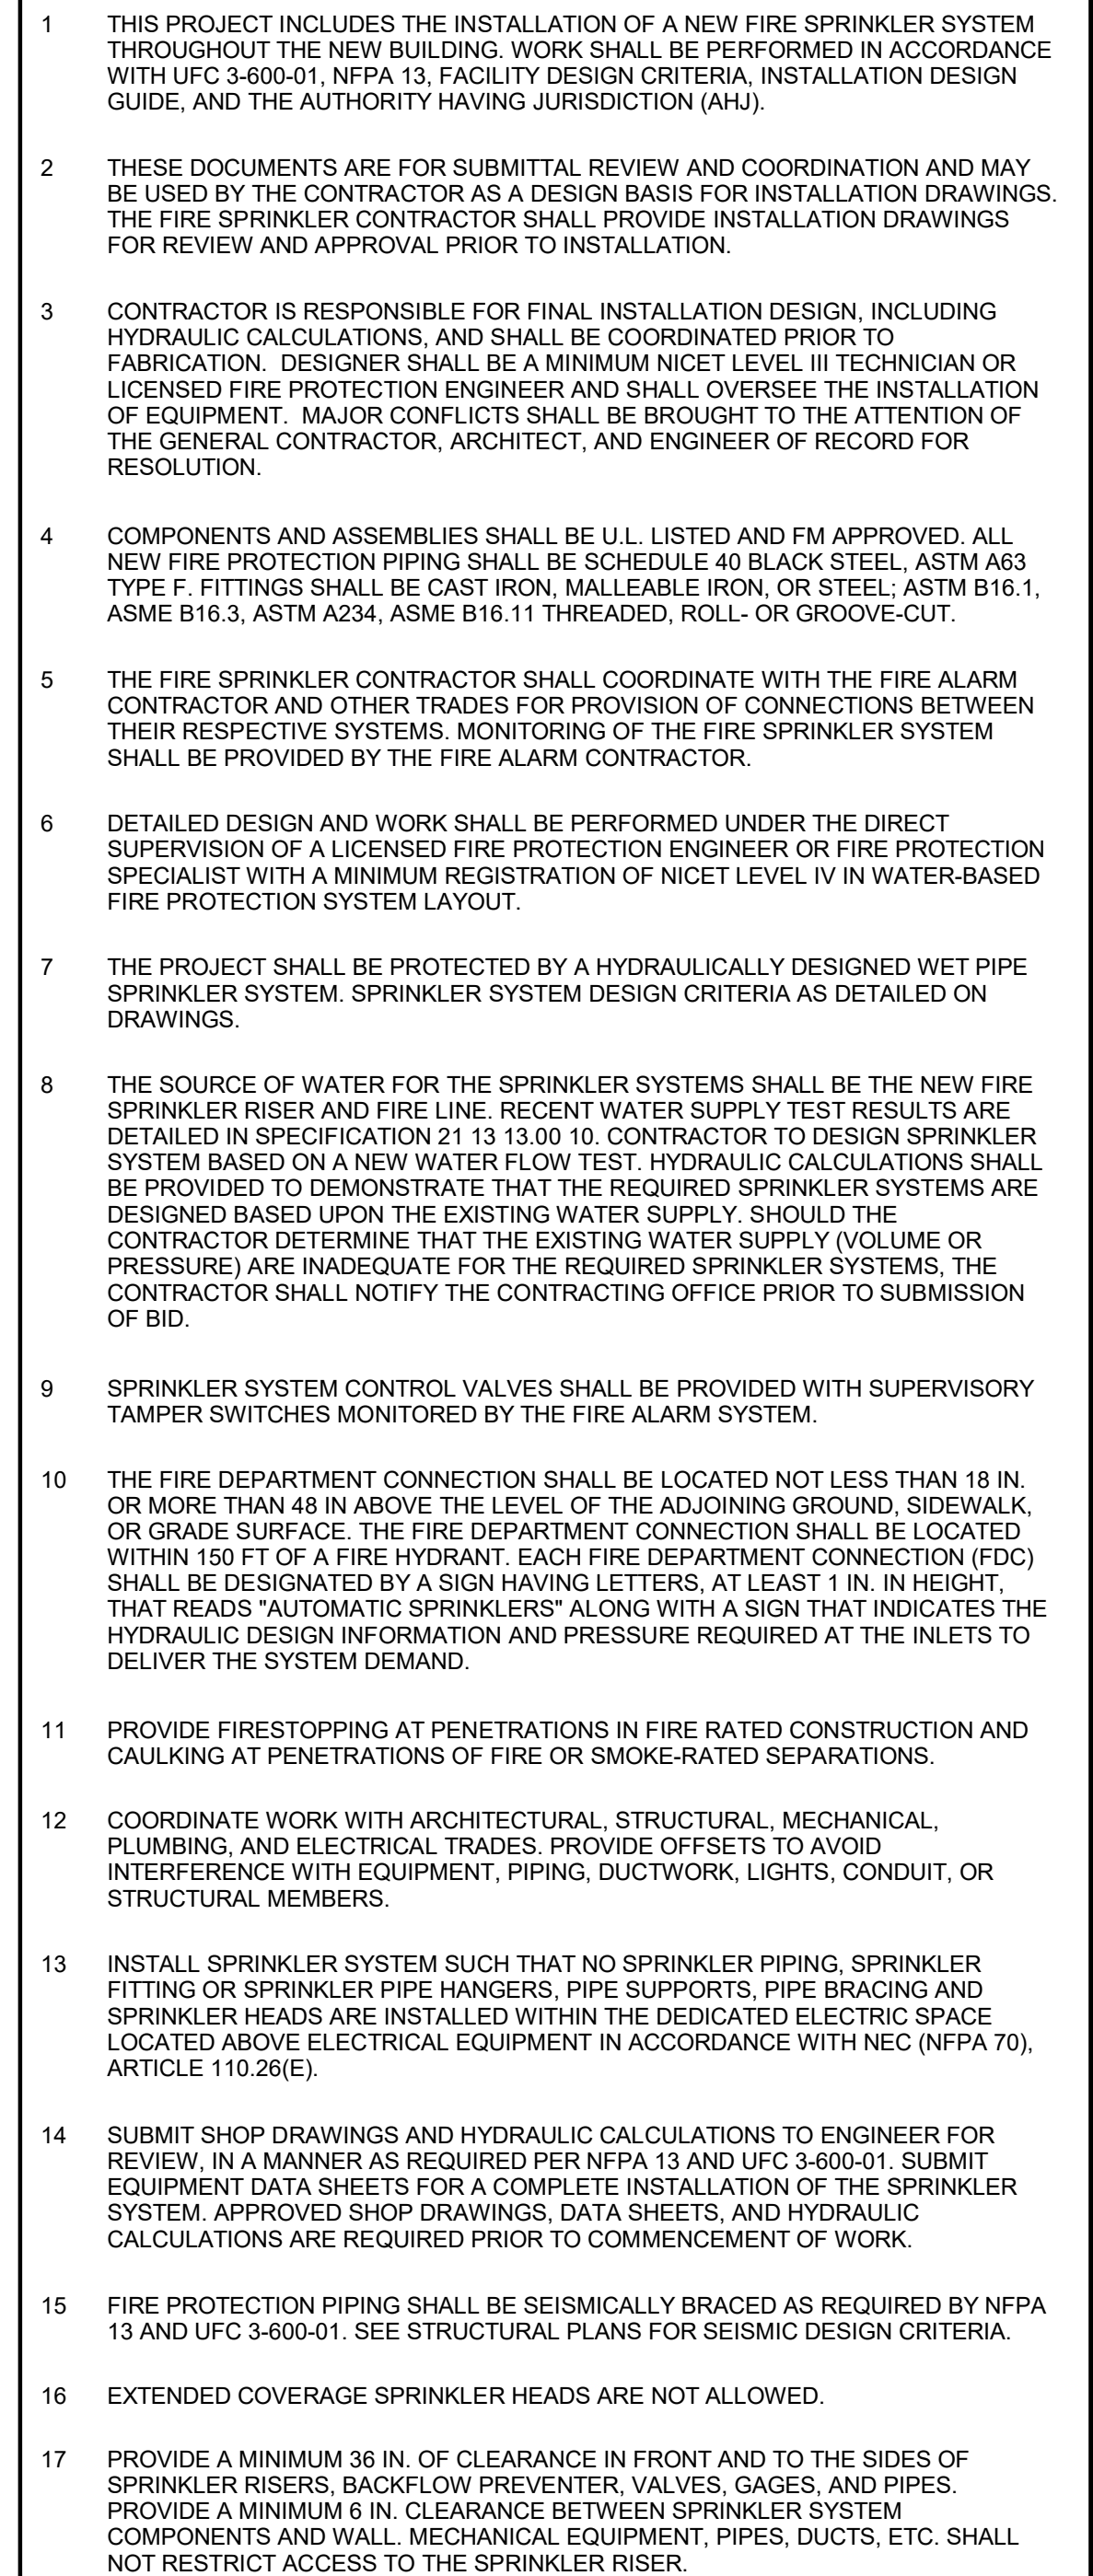 1 THIS PROJECT INCLUDES THE INSTALLATION OF A NEW FIRE SPRINKLER SYSTEM
THROUGHOUT THE NEW BUILDING. WORK SHALL BE PERFORMED IN ACCORDANCE
WITH UFC 3-600-01, NFPA 13, FACILITY DESIGN CRITERIA, INSTALLATION DESIGN
GUIDE, AND THE AUTHORITY HAVING JURISDICTION (AHJ).
2 THESE DOCUMENTS ARE FOR SUBMITTAL REVIEW AND COORDINATION AND MAY
BE USED BY THE CONTRACTOR AS A DESIGN BASIS FOR INSTALLATION DRAWINGS.
THE FIRE SPRINKLER CONTRACTOR SHALL PROVIDE INSTALLATION DRAWINGS
FOR REVIEW AND APPROVAL PRIOR TO INSTALLATION.
3 CONTRACTOR IS RESPONSIBLE FOR FINAL INSTALLATION DESIGN, INCLUDING
HYDRAULIC CALCULATIONS, AND SHALL BE COORDINATED PRIOR TO
FABRICATION. DESIGNER SHALL BE A MINIMUM NICET LEVEL III TECHNICIAN OR
LICENSED FIRE PROTECTION ENGINEER AND SHALL OVERSEE THE INSTALLATION
OF EQUIPMENT. MAJOR CONFLICTS SHALL BE BROUGHT TO THE ATTENTION OF
THE GENERAL CONTRACTOR, ARCHITECT, AND ENGINEER OF RECORD FOR
RESOLUTION.
4 COMPONENTS AND ASSEMBLIES SHALL BE U.L. LISTED AND FM APPROVED. ALL
NEW FIRE PROTECTION PIPING SHALL BE SCHEDULE 40 BLACK STEEL, ASTM A63
TYPE F. FITTINGS SHALL BE CAST IRON, MALLEABLE IRON, OR STEEL; ASTM B16.1,
ASME B16.3, ASTM A234, ASME B16.11 THREADED, ROLL- OR GROOVE-CUT.
5 THE FIRE SPRINKLER CONTRACTOR SHALL COORDINATE WITH THE FIRE ALARM
CONTRACTOR AND OTHER TRADES FOR PROVISION OF CONNECTIONS BETWEEN
THEIR RESPECTIVE SYSTEMS. MONITORING OF THE FIRE SPRINKLER SYSTEM
SHALL BE PROVIDED BY THE FIRE ALARM CONTRACTOR.
6 DETAILED DESIGN AND WORK SHALL BE PERFORMED UNDER THE DIRECT
SUPERVISION OF A LICENSED FIRE PROTECTION ENGINEER OR FIRE PROTECTION
SPECIALIST WITH A MINIMUM REGISTRATION OF NICET LEVEL IV IN WATER-BASED
FIRE PROTECTION SYSTEM LAYOUT.
7 THE PROJECT SHALL BE PROTECTED BY A HYDRAULICALLY DESIGNED WET PIPE
SPRINKLER SYSTEM. SPRINKLER SYSTEM DESIGN CRITERIA AS DETAILED ON
DRAWINGS.
8 THE SOURCE OF WATER FOR THE SPRINKLER SYSTEMS SHALL BE THE NEW FIRE
SPRINKLER RISER AND FIRE LINE. RECENT WATER SUPPLY TEST RESULTS ARE
DETAILED IN SPECIFICATION 21 13 13.00 10. CONTRACTOR TO DESIGN SPRINKLER
SYSTEM BASED ON A NEW WATER FLOW TEST. HYDRAULIC CALCULATIONS SHALL
BE PROVIDED TO DEMONSTRATE THAT THE REQUIRED SPRINKLER SYSTEMS ARE
DESIGNED BASED UPON THE EXISTING WATER SUPPLY. SHOULD THE
CONTRACTOR DETERMINE THAT THE EXISTING WATER SUPPLY (VOLUME OR
PRESSURE) ARE INADEQUATE FOR THE REQUIRED SPRINKLER SYSTEMS, THE
CONTRACTOR SHALL NOTIFY THE CONTRACTING OFFICE PRIOR TO SUBMISSION
OF BID.
9 SPRINKLER SYSTEM CONTROL VALVES SHALL BE PROVIDED WITH SUPERVISORY
TAMPER SWITCHES MONITORED BY THE FIRE ALARM SYSTEM.
10 THE FIRE DEPARTMENT CONNECTION SHALL BE LOCATED NOT LESS THAN 18 IN.
OR MORE THAN 48 IN ABOVE THE LEVEL OF THE ADJOINING GROUND, SIDEWALK,
OR GRADE SURFACE. THE FIRE DEPARTMENT CONNECTION SHALL BE LOCATED
WITHIN 150 FT OF A FIRE HYDRANT. EACH FIRE DEPARTMENT CONNECTION (FDC)
SHALL BE DESIGNATED BY A SIGN HAVING LETTERS, AT LEAST 1 IN. IN HEIGHT,
THAT READS "AUTOMATIC SPRINKLERS" ALONG WITH A SIGN THAT INDICATES THE
HYDRAULIC DESIGN INFORMATION AND PRESSURE REQUIRED AT THE INLETS TO
DELIVER THE SYSTEM DEMAND.
11 PROVIDE FIRESTOPPING AT PENETRATIONS IN FIRE RATED CONSTRUCTION AND
CAULKING AT PENETRATIONS OF FIRE OR SMOKE-RATED SEPARATIONS.
12 COORDINATE WORK WITH ARCHITECTURAL, STRUCTURAL, MECHANICAL,
PLUMBING, AND ELECTRICAL TRADES. PROVIDE OFFSETS TO AVOID
INTERFERENCE WITH EQUIPMENT, PIPING, DUCTWORK, LIGHTS, CONDUIT, OR
STRUCTURAL MEMBERS.
13 INSTALL SPRINKLER SYSTEM SUCH THAT NO SPRINKLER PIPING, SPRINKLER
FITTING OR SPRINKLER PIPE HANGERS, PIPE SUPPORTS, PIPE BRACING AND
SPRINKLER HEADS ARE INSTALLED WITHIN THE DEDICATED ELECTRIC SPACE
LOCATED ABOVE ELECTRICAL EQUIPMENT IN ACCORDANCE WITH NEC (NFPA 70),
ARTICLE 110.26(E).
14 SUBMIT SHOP DRAWINGS AND HYDRAULIC CALCULATIONS TO ENGINEER FOR
REVIEW, IN A MANNER AS REQUIRED PER NFPA 13 AND UFC 3-600-01. SUBMIT
EQUIPMENT DATA SHEETS FOR A COMPLETE INSTALLATION OF THE SPRINKLER
SYSTEM. APPROVED SHOP DRAWINGS, DATA SHEETS, AND HYDRAULIC
CALCULATIONS ARE REQUIRED PRIOR TO COMMENCEMENT OF WORK.
15 FIRE PROTECTION PIPING SHALL BE SEISMICALLY BRACED AS REQUIRED BY NFPA
13 AND UFC 3-600-01. SEE STRUCTURAL PLANS FOR SEISMIC DESIGN CRITERIA.
16 EXTENDED COVERAGE SPRINKLER HEADS ARE NOT ALLOWED.
17 PROVIDE A MINIMUM 36 IN. OF CLEARANCE IN FRONT AND TO THE SIDES OF
SPRINKLER RISERS, BACKFLOW PREVENTER, VALVES, GAGES, AND PIPES.
PROVIDE A MINIMUM 6 IN. CLEARANCE BETWEEN SPRINKLER SYSTEM
COMPONENTS AND WALL. MECHANICAL EQUIPMENT, PIPES, DUCTS, ETC. SHALL
NOT RESTRICT ACCESS TO THE SPRINKLER RISER.